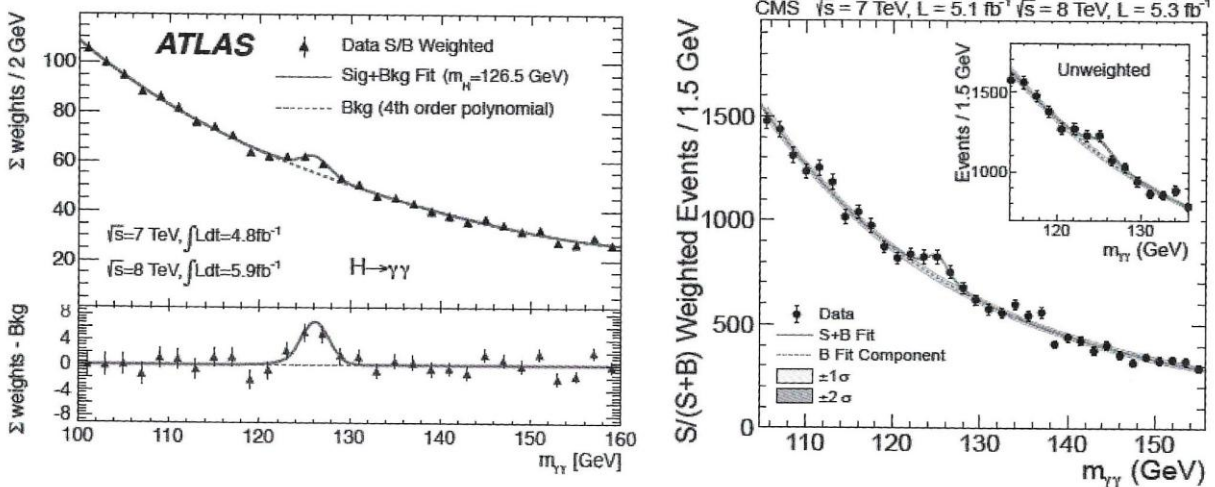 ATLAS
Data S/B Weighted
Sig+Bkg Fit (m_H=126.5 GeV)
Bkg (4th order polynomial)
Σ weights / 2 GeV
100
80
60
40
20
√s=7 TeV, ∫Ldt=4.8fb⁻¹
√s=8 TeV, ∫Ldt=5.9fb⁻¹
H→γγ
Σ weights - Bkg
8
4
0
-4
-8
100 110 120 130 140 150 160
m_γγ [GeV]
CMS √s = 7 TeV, L = 5.1 fb⁻¹ √s = 8 TeV, L = 5.3 fb⁻¹
S/(S+B) Weighted Events / 1.5 GeV
1500
1000
500
0
Unweighted
Events / 1.5 GeV
1500
1000
120 130
m_γγ (GeV)
Data
S+B Fit
B Fit Component
±1σ
±2 σ
110 120 130 140 150
m_γγ (GeV)